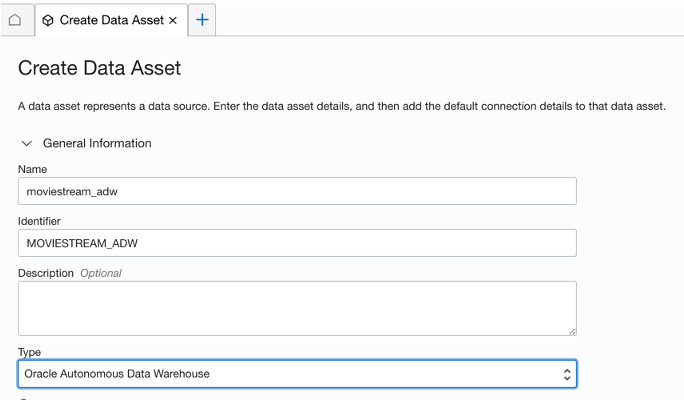 Create Data Asset
Create Data Asset
A data asset represents a data source. Enter the data asset details, and then add the default connection details to that data asset.
General Information
Name
moviestream_adw
Identifier
MOVIESTREAM_ADW
Description Optional
Type
Oracle Autonomous Data Warehouse